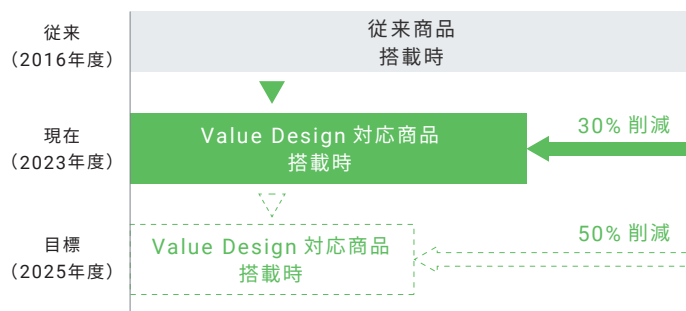 従来
（2016年度）
従来商品
搭載時
現在
（2023年度）
Value Design 対応商品
搭載時
30% 削減
目標
（2025年度）
Value Design 対応商品
搭載時
50% 削減